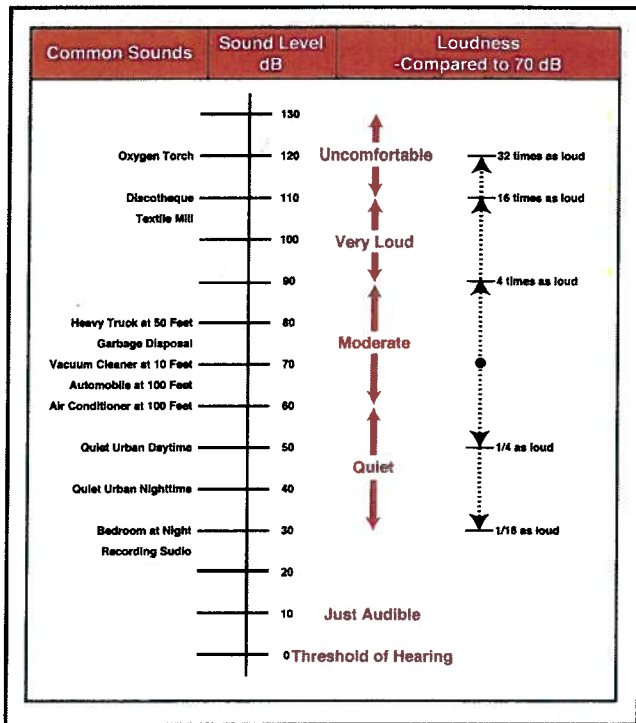 Common Sounds
Sound Level
dB
Loudness
-Compared to 70 dB
130
Oxygen Torch 120 Uncomfortable 32 times as loud
Discotheque 110 16 times as loud
Textile Mill
100 Very Loud
90 4 times as loud
Heavy Truck at 50 Feet 80
Garbage Disposal Moderate
Vacuum Cleaner at 10 Feet 70
Automobile at 100 Feet
Air Conditioner at 100 Feet 60
Quiet Urban Daytime 50 1/4 as loud
Quiet
Quiet Urban Nighttime 40
Bedroom at Night 30 1/16 as loud
Recording Sudio
20
10 Just Audible
0 Threshold of Hearing